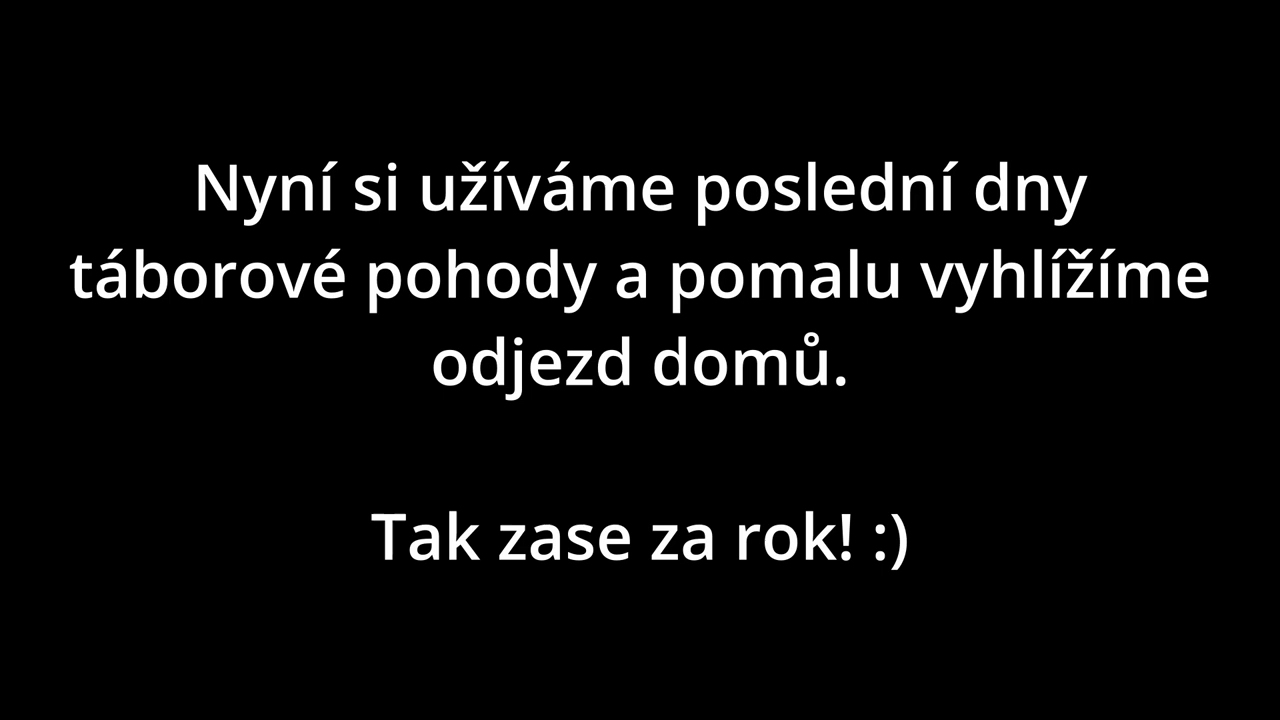 Nyní si užíváme poslední dny
táborové pohody a pomalu vyhlížíme
odjezd domů.
Tak zase za rok! :)